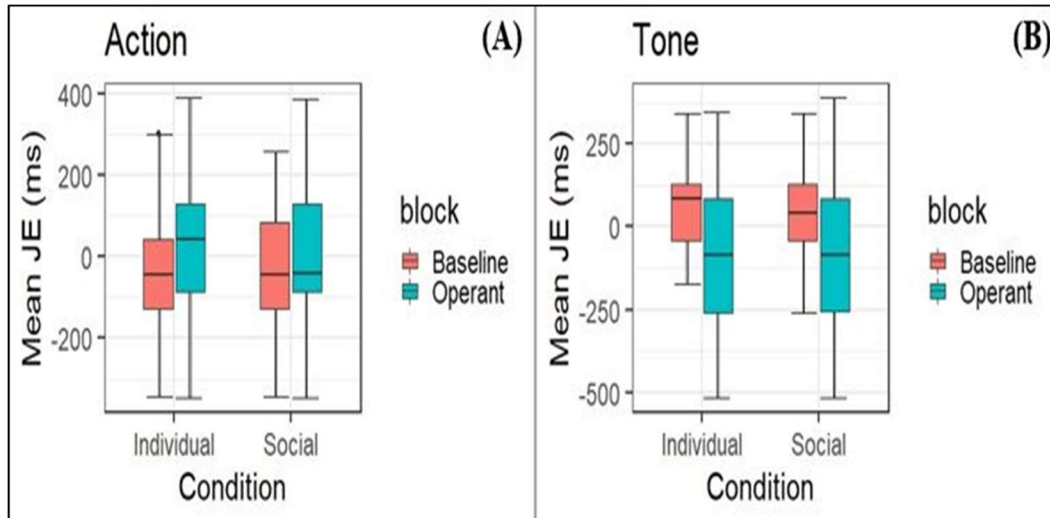 Action
(A)
Mean JE (ms)
400
200
0
-200
Individual
Social
Condition
block
Baseline
Operant
Tone
(B)
Mean JE (ms)
250
0
-250
-500
Individual
Social
Condition
block
Baseline
Operant